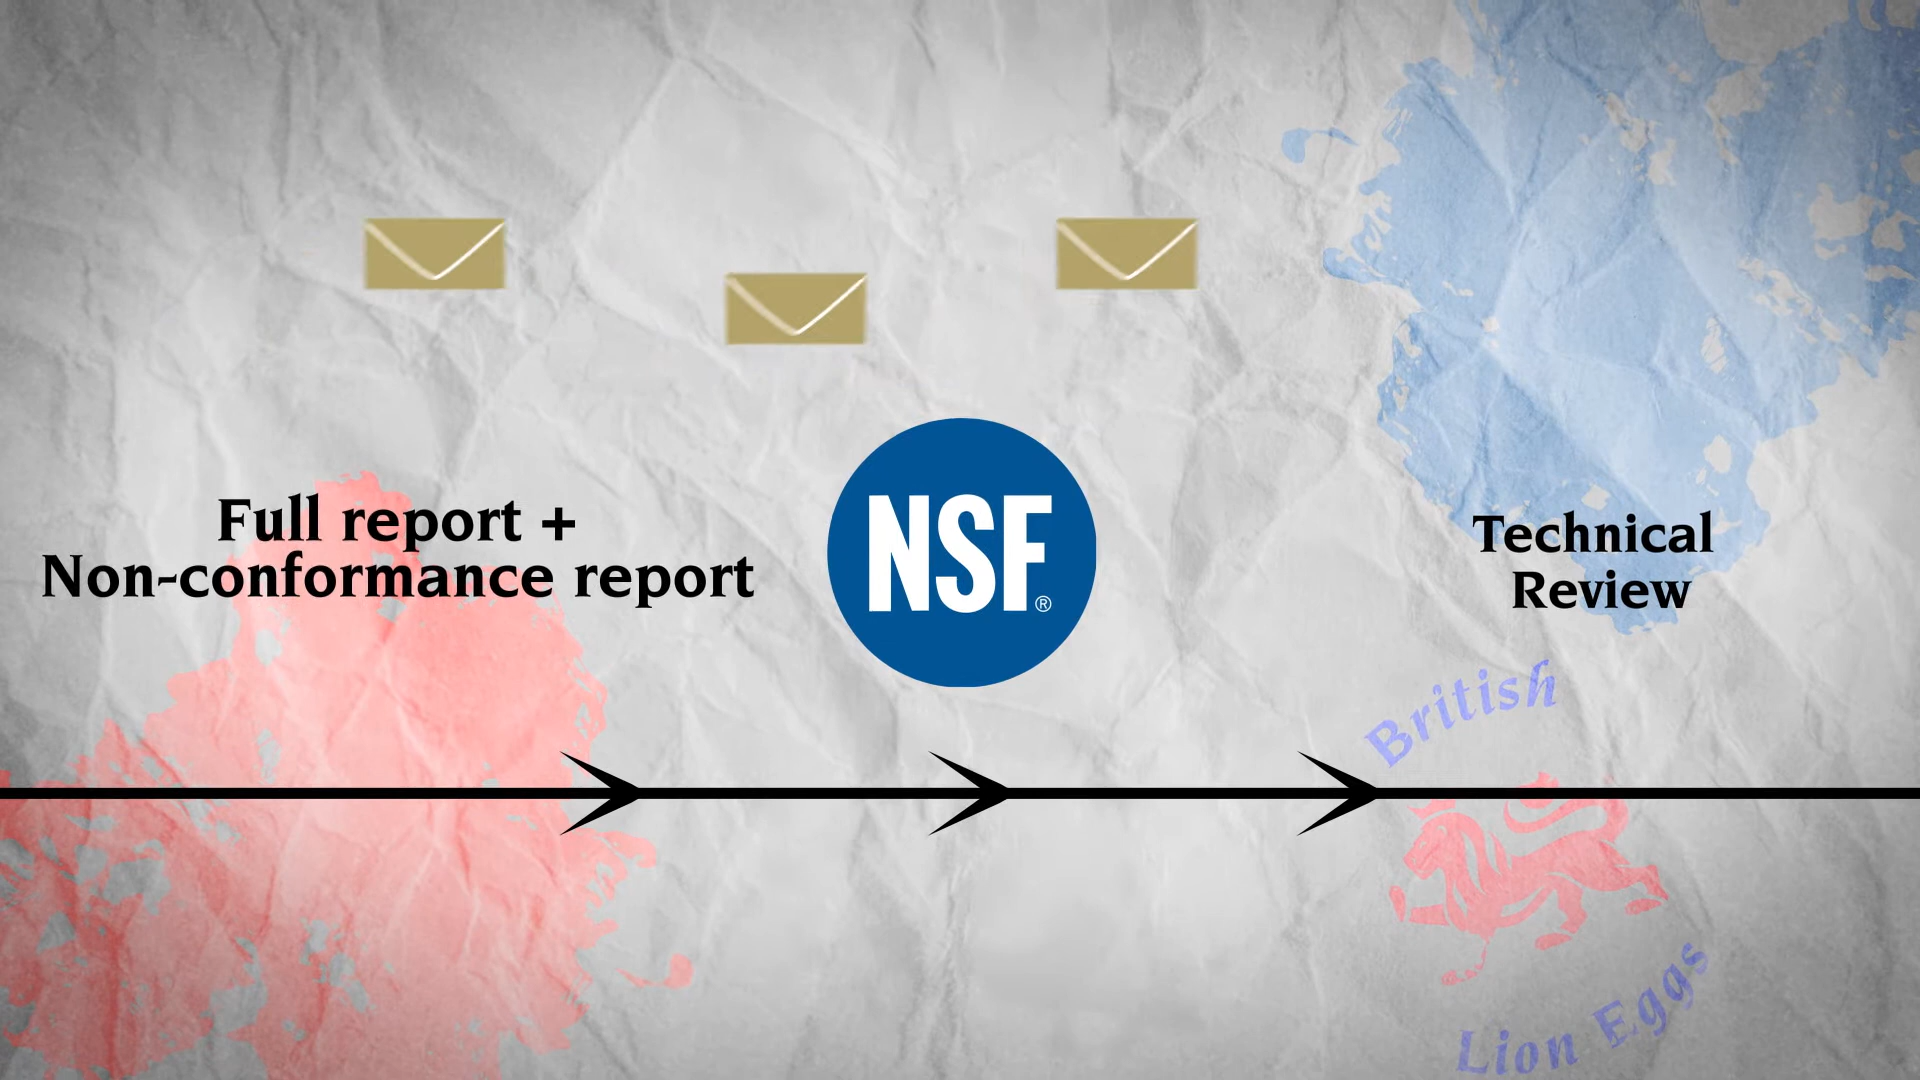 Full report +
Non-conformance report
NSF®
Technical
Review
British
Lion Eggs